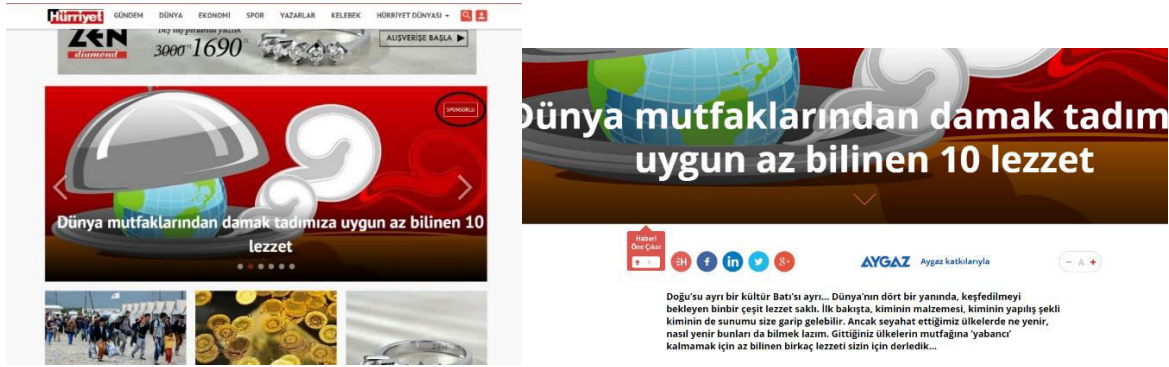 Hürriyet
GÜNDEM DÜNYA EKONOMİ SPOR YAZARLAR KELEBEK HÜRRİYET DÜNYASI
ZEN
diamond
3000 1690
ALIŞVERİŞE BAŞLA
SPONSORLU
Dünya mutfaklarından damak tadımıza uygun az bilinen 10
lezzet
Dünya mutfaklarından damak tadım
uygun az bilinen 10 lezzet
Haberi
Öne Çıkar
AYGAZ Aygaz katkılarıyla
- A +
Doğu’su ayrı bir kültür Batı’sı ayrı... Dünya’nın dört bir yanında, keşfedilmeyi
bekleyen binbir çeşit lezzet saklı. İlk bakışta, kiminin malzemesi, kiminin yapılış şekli
kiminin de sunumu size garip gelebilir. Ancak seyahat ettiğimiz ülkelerde ne yenir,
nasıl yenir bunları da bilmek lazım. Gittiğiniz ülkelerin mutfağına ‘yabancı’
kalmamak için az bilinen birkaç lezzeti sizin için derledik...